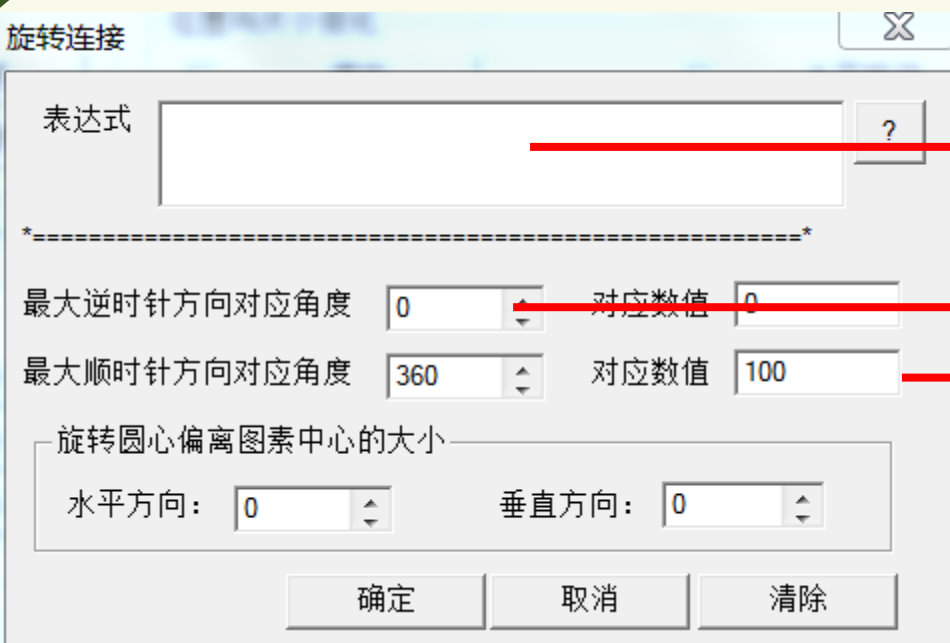 旋转连接
表达式 ?
*=======================================================*
最大逆时针方向对应角度 0 对应数值 0
最大顺时针方向对应角度 360 对应数值 100
旋转圆心偏离图素中心的大小
水平方向： 0 垂直方向： 0
确定 取消 清除